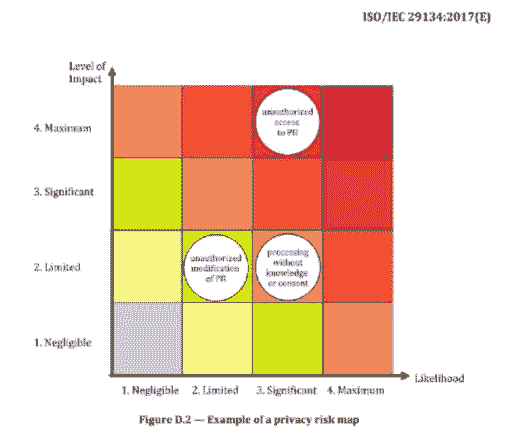 ISO/IEC 29134:2017(E)
Level of
Impact
4. Maximum
unauthorized
access
to PII
3. Significant
2. Limited
unauthorized
modification
of PII
processing
without
knowledge
or consent
1. Negligible
Likelihood
1. Negligible 2. Limited 3. Significant 4. Maximum
Figure D.2 — Example of a privacy risk map